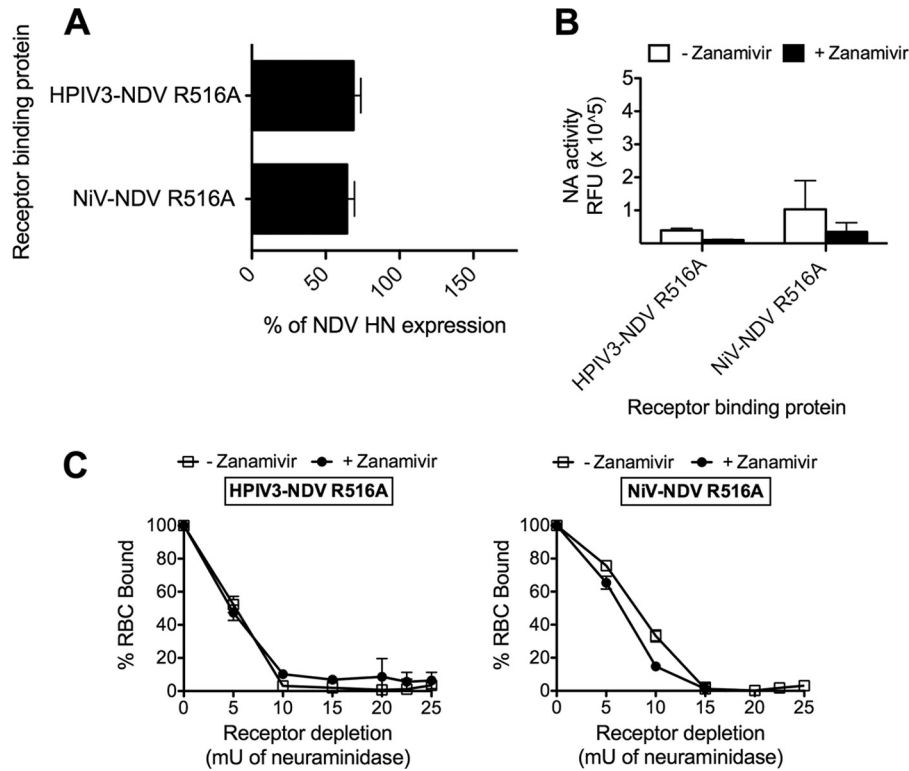 A
Receptor binding protein
HPIV3-NDV R516A
NiV-NDV R516A
0
50
100
150
% of NDV HN expression
B
- Zanamivir
+ Zanamivir
NA activity
RFU (x 10^5)
5
4
3
2
1
HPIV3-NDV R516A
NiV-NDV R516A
Receptor binding protein
C
- Zanamivir
+ Zanamivir
HPIV3-NDV R516A
% RBC Bound
100
80
60
40
20
0
0 5 10 15 20 25
Receptor depletion
(mU of neuraminidase)
- Zanamivir
+ Zanamivir
NiV-NDV R516A
% RBC Bound
100
80
60
40
20
0
0 5 10 15 20 25
Receptor depletion
(mU of neuraminidase)